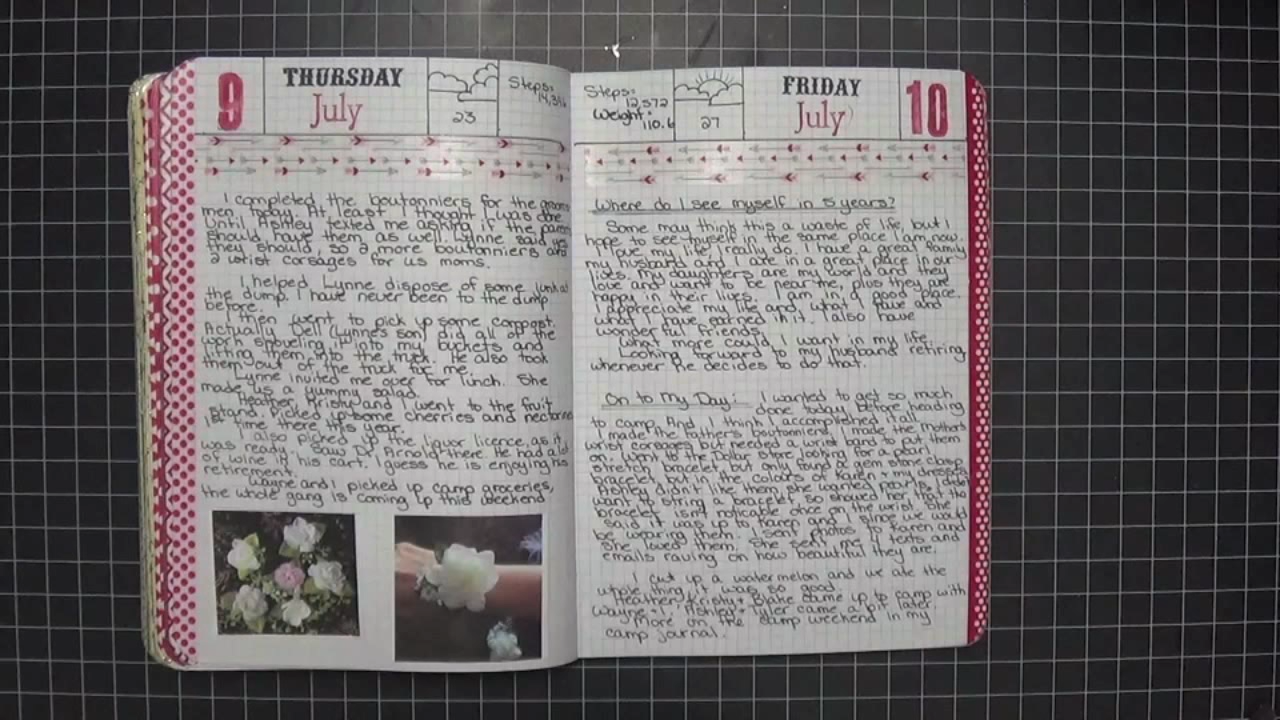 9
THURSDAY
July
23
Steps:
14,31
I completed the boutonniers for the grooms
men today. At least I thought I was done
Until Ashley texted me asking if the parents
should have them as well. Lynne said yes
they should, so 2 more boutonniers and
2 wrist corsages for us moms.
I helped Lynne dispose of some junk at
the dump. I have never been to the dump
before.
I then went to pick up some compost.
Actually Dell (Lynne's son) did all of the
work shoveling it into my buckets and
lifting them into the truck. He also took
them out of the truck for me.
Lynne invited me over for lunch. She
made us a yummy salad.
Heather, Kristy and I went to the fruit
stand. Picked up some cherries and nectarines
1st time there this year.
I also picked up the liquor licence, as it
was ready. Saw Dr. Arnold there. He had a lot
of wine in his cart. I guess he is enjoying his
retirement.
Wayne and I picked up camp groceries,
the whole gang is coming up this weekend
Steps:
12,572
Weight:
110.6
27
FRIDAY
July
10
Where do I see myself in 5 years?
Some may think this a waste of life, but I
hope to see myself in the same place I am now.
I love my life, I really do. I have a great family
my husband and I are in a great place in our
lives. My daughters are my world and they
love and want to be near me, plus they are
happy in their lives. I am in a good place.
I appreciate my life and what I have and
what I have earned in it. I also have
wonderful friends.
What more could I want in my life.
Looking forward to my husband retiring
whenever he decides to do that.
On to My Day: I wanted to get so much
done today before heading
to camp. And I think I accomplished it all.
I made the father's boutonniers. I made the mothers
wrist corsages but needed a wrist band to put them
on. I went to the Dollar store looking for a pearl
stretch bracelet, but only found a gem stone clasp
bracelet, but in the colours of Karen + my dresses
Ashley didn't like them, she wanted pearls. I didn't
want to string a bracelet, so showed her that the
bracelet isn't noticable once on the wrist. She
said it was up to Karen and I, since we would
be wearing them. I sent photos to Karen and
she loved them. She sent me 4 texts and
emails raving on how beautiful they are.
I cut up a watermelon and we ate the
whole thing it was so good.
Heather, Kristy + Blake came up to camp with
Wayne + I. Ashley + Tyler came a bit later.
More on the camp weekend in my
camp journal.